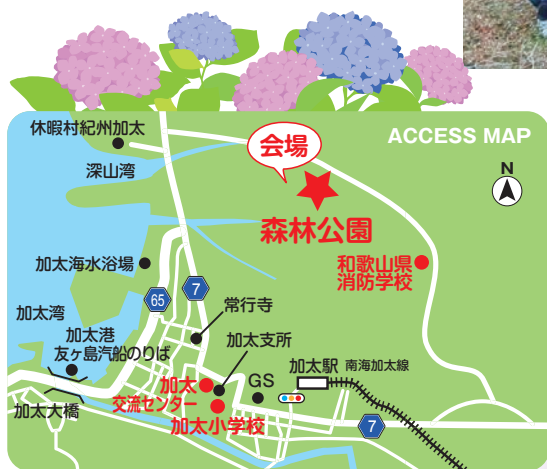 休暇村紀州加太
深山湾
会場
ACCESS MAP
N
森林公園
和歌山県
消防学校
加太海水浴場
65
7
常行寺
加太湾
加太港
友ヶ島汽船のりば
加太支所
加太駅 南海加太線
GS
加太
交流センター
加太小学校
加太大橋
7